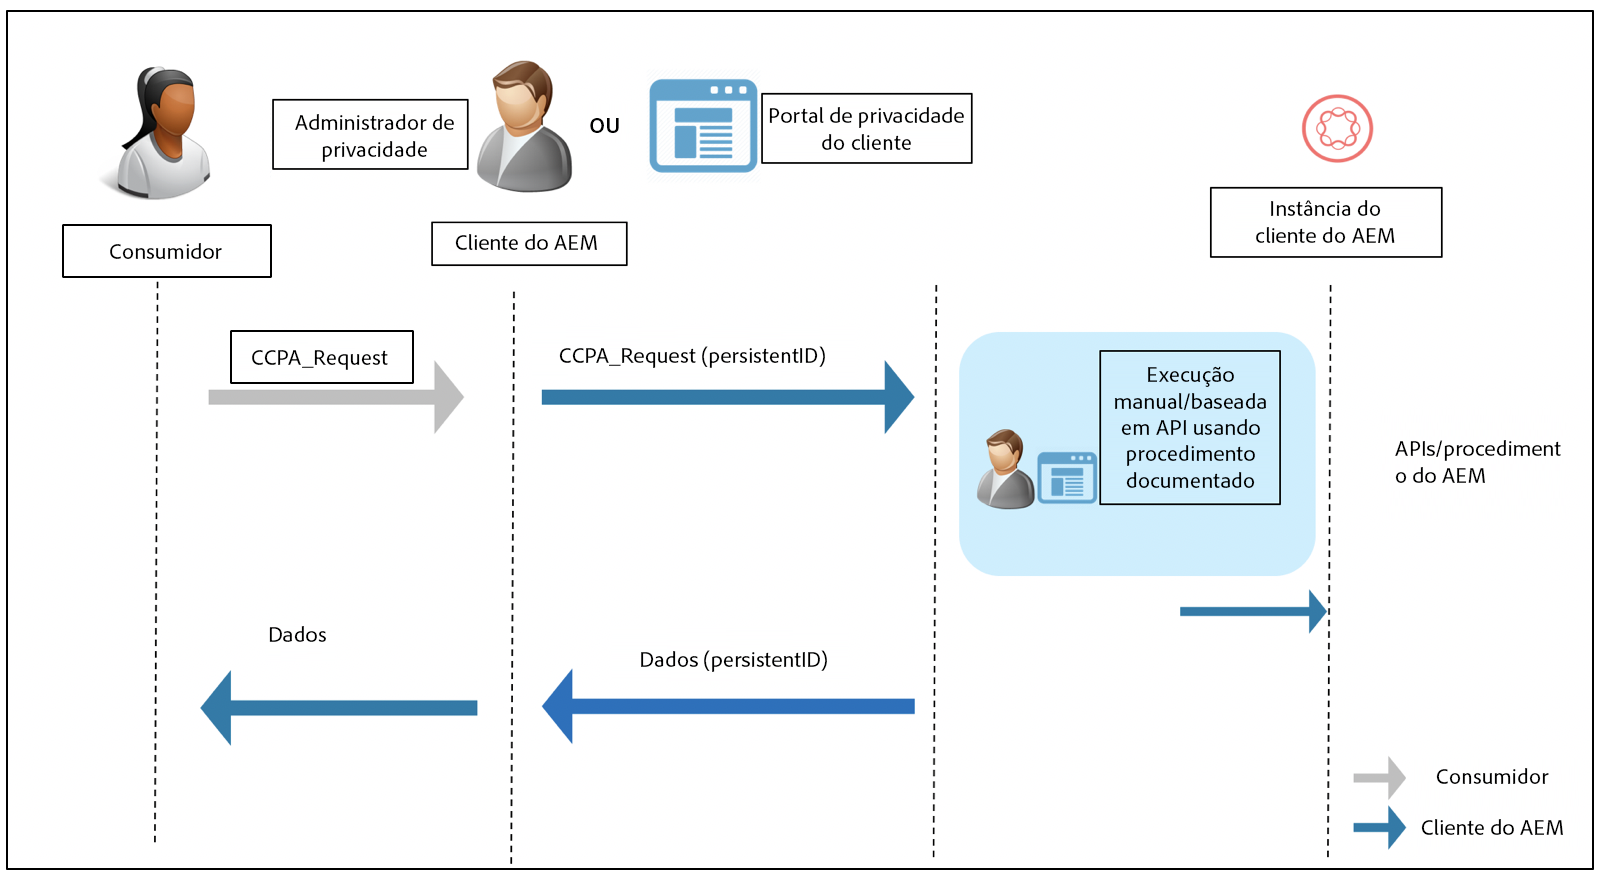 Administrador de
privacidade
OU
Portal de privacidade
do cliente
Consumidor
Cliente do AEM
Instância do
cliente do AEM
CCPA_Request
CCPA_Request (persistentID)
Execução
manual/baseada
em API usando
procedimento
documentado
APIs/procediment
o do AEM
Dados
Dados (persistentID)
Consumidor
Cliente do AEM